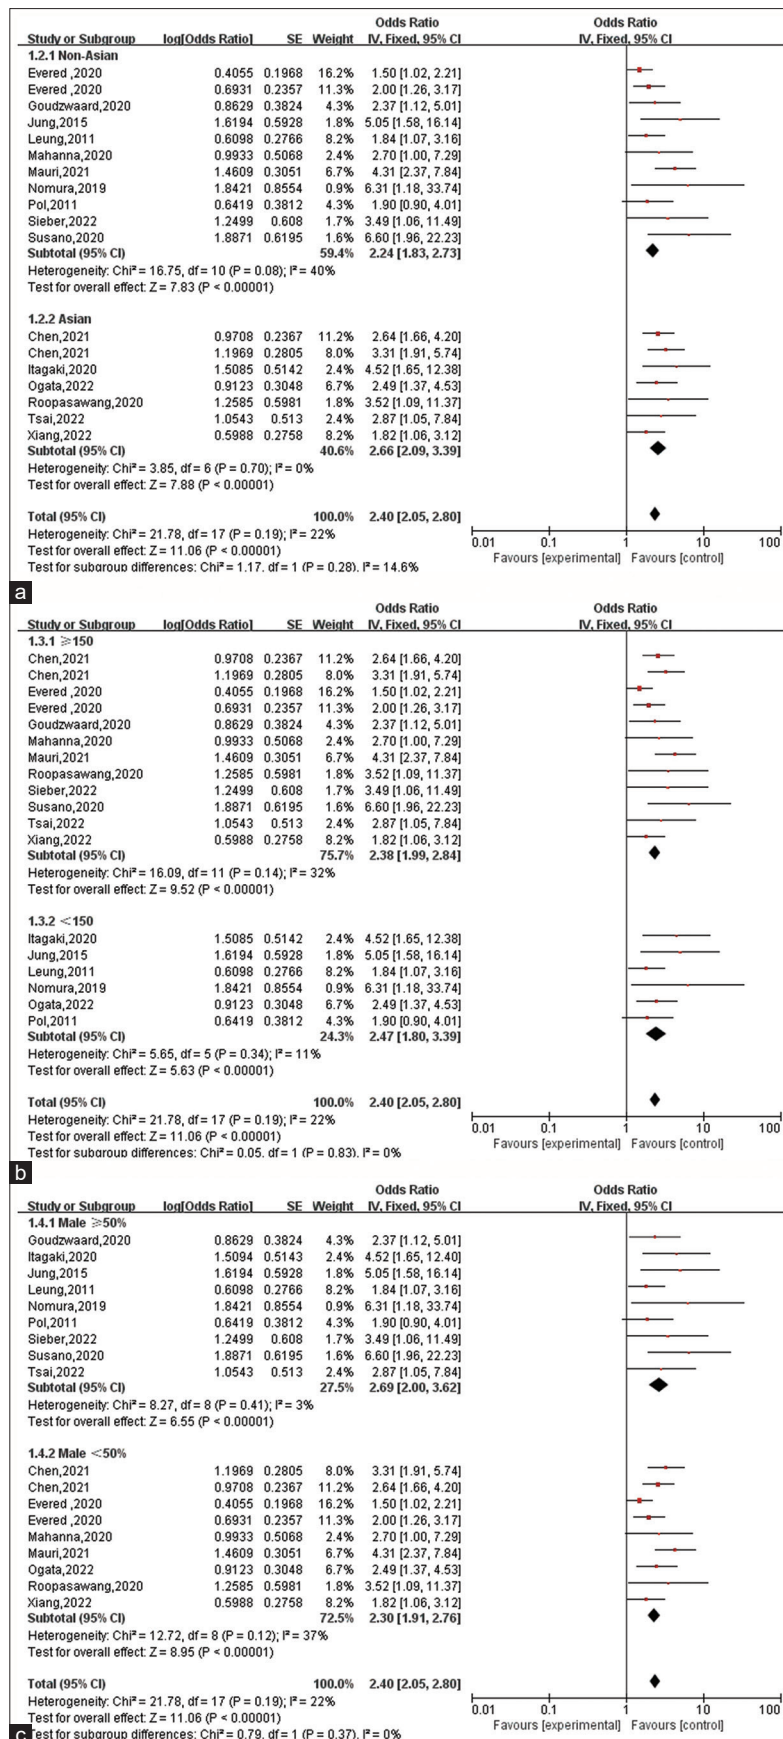 Odds Ratio Odds Ratio
Study or Subgroup log[Odds Ratio] SE Weight IV, Fixed, 95% CI IV, Fixed, 95% CI
1.2.1 Non-Asian
Evered ,2020 0.4055 0.1968 16.2% 1.50 [1.02, 2.21]
Evered ,2020 0.6931 0.2357 11.3% 2.00 [1.26, 3.17]
Goudzwaard,2020 0.8629 0.3824 4.3% 2.37 [1.12, 5.01]
Jung,2015 1.6194 0.5928 1.8% 5.05 [1.58, 16.14]
Leung,2011 0.6098 0.2766 8.2% 1.84 [1.07, 3.16]
Mahanna,2020 0.9933 0.5068 2.4% 2.70 [1.00, 7.29]
Mauri,2021 1.4609 0.3051 6.7% 4.31 [2.37, 7.84]
Nomura,2019 1.8421 0.8554 0.9% 6.31 [1.18, 33.74]
Pol,2011 0.6419 0.3812 4.3% 1.90 [0.90, 4.01]
Sieber,2022 1.2499 0.608 1.7% 3.49 [1.06, 11.49]
Susano,2020 1.8871 0.6195 1.6% 6.60 [1.96, 22.23]
Subtotal (95% CI) 59.4% 2.24 [1.83, 2.73]
Heterogeneity: Chi² = 16.75, df = 10 (P = 0.08); I² = 40%
Test for overall effect: Z = 7.83 (P < 0.00001)
1.2.2 Asian
Chen,2021 0.9708 0.2367 11.2% 2.64 [1.66, 4.20]
Chen,2021 1.1969 0.2805 8.0% 3.31 [1.91, 5.74]
Itagaki,2020 1.5085 0.5142 2.4% 4.52 [1.65, 12.38]
Ogata,2022 0.9123 0.3048 6.7% 2.49 [1.37, 4.53]
Roopasawang,2020 1.2585 0.5981 1.8% 3.52 [1.09, 11.37]
Tsai,2022 1.0543 0.513 2.4% 2.87 [1.05, 7.84]
Xiang,2022 0.5988 0.2758 8.2% 1.82 [1.06, 3.12]
Subtotal (95% CI) 40.6% 2.66 [2.09, 3.39]
Heterogeneity: Chi² = 3.85, df = 6 (P = 0.70); I² = 0%
Test for overall effect: Z = 7.88 (P < 0.00001)
Total (95% CI) 100.0% 2.40 [2.05, 2.80]
Heterogeneity: Chi² = 21.78, df = 17 (P = 0.19); I² = 22%
Test for overall effect: Z = 11.06 (P < 0.00001)
Test for subgroup differences: Chi² = 1.17, df = 1 (P = 0.28), I² = 14.6%
0.01 0.1 1 10 100
Favours [experimental] Favours [control]
a
Odds Ratio Odds Ratio
Study or Subgroup log[Odds Ratio] SE Weight IV, Fixed, 95% CI IV, Fixed, 95% CI
1.3.1 ≥150
Chen,2021 0.9708 0.2367 11.2% 2.64 [1.66, 4.20]
Chen,2021 1.1969 0.2805 8.0% 3.31 [1.91, 5.74]
Evered ,2020 0.4055 0.1968 16.2% 1.50 [1.02, 2.21]
Evered ,2020 0.6931 0.2357 11.3% 2.00 [1.26, 3.17]
Goudzwaard,2020 0.8629 0.3824 4.3% 2.37 [1.12, 5.01]
Mahanna,2020 0.9933 0.5068 2.4% 2.70 [1.00, 7.29]
Mauri,2021 1.4609 0.3051 6.7% 4.31 [2.37, 7.84]
Roopasawang,2020 1.2585 0.5981 1.8% 3.52 [1.09, 11.37]
Sieber,2022 1.2499 0.608 1.7% 3.49 [1.06, 11.49]
Susano,2020 1.8871 0.6195 1.6% 6.60 [1.96, 22.23]
Tsai,2022 1.0543 0.513 2.4% 2.87 [1.05, 7.84]
Xiang,2022 0.5988 0.2758 8.2% 1.82 [1.06, 3.12]
Subtotal (95% CI) 75.7% 2.38 [1.99, 2.84]
Heterogeneity: Chi² = 16.09, df = 11 (P = 0.14); I² = 32%
Test for overall effect: Z = 9.52 (P < 0.00001)
1.3.2 <150
Itagaki,2020 1.5085 0.5142 2.4% 4.52 [1.65, 12.38]
Jung,2015 1.6194 0.5928 1.8% 5.05 [1.58, 16.14]
Leung,2011 0.6098 0.2766 8.2% 1.84 [1.07, 3.16]
Nomura,2019 1.8421 0.8554 0.9% 6.31 [1.18, 33.74]
Ogata,2022 0.9123 0.3048 6.7% 2.49 [1.37, 4.53]
Pol,2011 0.6419 0.3812 4.3% 1.90 [0.90, 4.01]
Subtotal (95% CI) 24.3% 2.47 [1.80, 3.39]
Heterogeneity: Chi² = 5.65, df = 5 (P = 0.34); I² = 11%
Test for overall effect: Z = 5.63 (P < 0.00001)
Total (95% CI) 100.0% 2.40 [2.05, 2.80]
Heterogeneity: Chi² = 21.78, df = 17 (P = 0.19); I² = 22%
Test for overall effect: Z = 11.06 (P < 0.00001)
Test for subgroup differences: Chi² = 0.05, df = 1 (P = 0.83), I² = 0%
0.01 0.1 1 10 100
Favours [experimental] Favours [control]
b
Odds Ratio Odds Ratio
Study or Subgroup log[Odds Ratio] SE Weight IV, Fixed, 95% CI IV, Fixed, 95% CI
1.4.1 Male ≥50%
Goudzwaard,2020 0.8629 0.3824 4.3% 2.37 [1.12, 5.01]
Itagaki,2020 1.5094 0.5143 2.4% 4.52 [1.65, 12.40]
Jung,2015 1.6194 0.5928 1.8% 5.05 [1.58, 16.14]
Leung,2011 0.6098 0.2766 8.2% 1.84 [1.07, 3.16]
Nomura,2019 1.8421 0.8554 0.9% 6.31 [1.18, 33.74]
Pol,2011 0.6419 0.3812 4.3% 1.90 [0.90, 4.01]
Sieber,2022 1.2499 0.608 1.7% 3.49 [1.06, 11.49]
Susano,2020 1.8871 0.6195 1.6% 6.60 [1.96, 22.23]
Tsai,2022 1.0543 0.513 2.4% 2.87 [1.05, 7.84]
Subtotal (95% CI) 27.5% 2.69 [2.00, 3.62]
Heterogeneity: Chi² = 8.27, df = 8 (P = 0.41); I² = 3%
Test for overall effect: Z = 6.55 (P < 0.00001)
1.4.2 Male <50%
Chen,2021 1.1969 0.2805 8.0% 3.31 [1.91, 5.74]
Chen,2021 0.9708 0.2367 11.2% 2.64 [1.66, 4.20]
Evered ,2020 0.4055 0.1968 16.2% 1.50 [1.02, 2.21]
Evered ,2020 0.6931 0.2357 11.3% 2.00 [1.26, 3.17]
Mahanna,2020 0.9933 0.5068 2.4% 2.70 [1.00, 7.29]
Mauri,2021 1.4609 0.3051 6.7% 4.31 [2.37, 7.84]
Ogata,2022 0.9123 0.3048 6.7% 2.49 [1.37, 4.53]
Roopasawang,2020 1.2585 0.5981 1.8% 3.52 [1.09, 11.37]
Xiang,2022 0.5988 0.2758 8.2% 1.82 [1.06, 3.12]
Subtotal (95% CI) 72.5% 2.30 [1.91, 2.76]
Heterogeneity: Chi² = 12.72, df = 8 (P = 0.12); I² = 37%
Test for overall effect: Z = 8.95 (P < 0.00001)
Total (95% CI) 100.0% 2.40 [2.05, 2.80]
Heterogeneity: Chi² = 21.78, df = 17 (P = 0.19); I² = 22%
Test for overall effect: Z = 11.06 (P < 0.00001)
Test for subgroup differences: Chi² = 0.79, df = 1 (P = 0.37), I² = 0%
0.01 0.1 1 10 100
Favours [experimental] Favours [control]
c